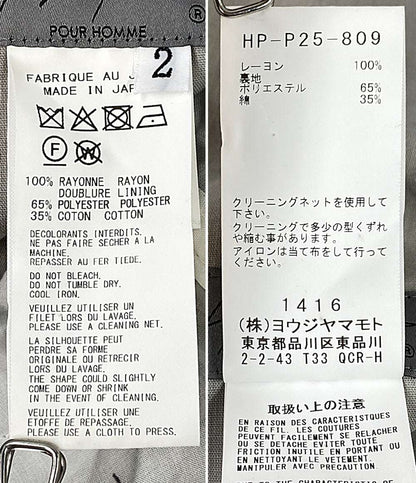 POUR HOMME
®
2
FABRIQUE AU J
MADE IN JAP
F
W
100% RAYONNE RAYON
DOUBLURE LINING
65% POLYESTER POLYESTER
35% COTON COTTON
DECOLORANTS INTERDITS.
NE PAS FAIRE SECHER A LA
MACHINE.
REPASSER AU FER TIEDE.
DO NOT BLEACH.
DO NOT TUMBLE DRY.
COOL IRON.
VEUILLEZ UTILISER UN
FILET LORS DU LAVAGE.
PLEASE USE A CLEANING NET.
LA SILHOUETTE PEUT
PERDRE SA FORME
ORIGINALE OU RETRECIR
LORS DU LAVAGE.
THE SHAPE COULD SLIGHTLY
COME DOWN OR SHRINK
IN THE EVENT OF CLEANING.
VEUILLEZ UTILISER UNE
ETOFFE DE REPASSAGE.
PLEASE USE A CLOTH TO PRESS.
HP-P25-809
レーヨン 100%
裏地
ポリエステル 65%
綿 35%
クリーニングネットを使用して
下さい。
クリーニングで多少の型くずれ
や縮む事があります。
アイロンは当て布をして行って
ください。
1416
(株)ヨウジヤマモト
東京都品川区東品川
2-2-43 T33 QCR-H
取扱い上の注意
EN RAISON DES CARACTERISTIQUES
DE CE FIL. LES COUTURES
PEUVENT FACILEMENT SE RELACHER
OU SE DETACHER EVITER TOUTE
FRICTION INUTILE EN PORTANT OU
EN NETTOYANT LE VETEMENT.
MANIPULER AVEC PRECAUTION.